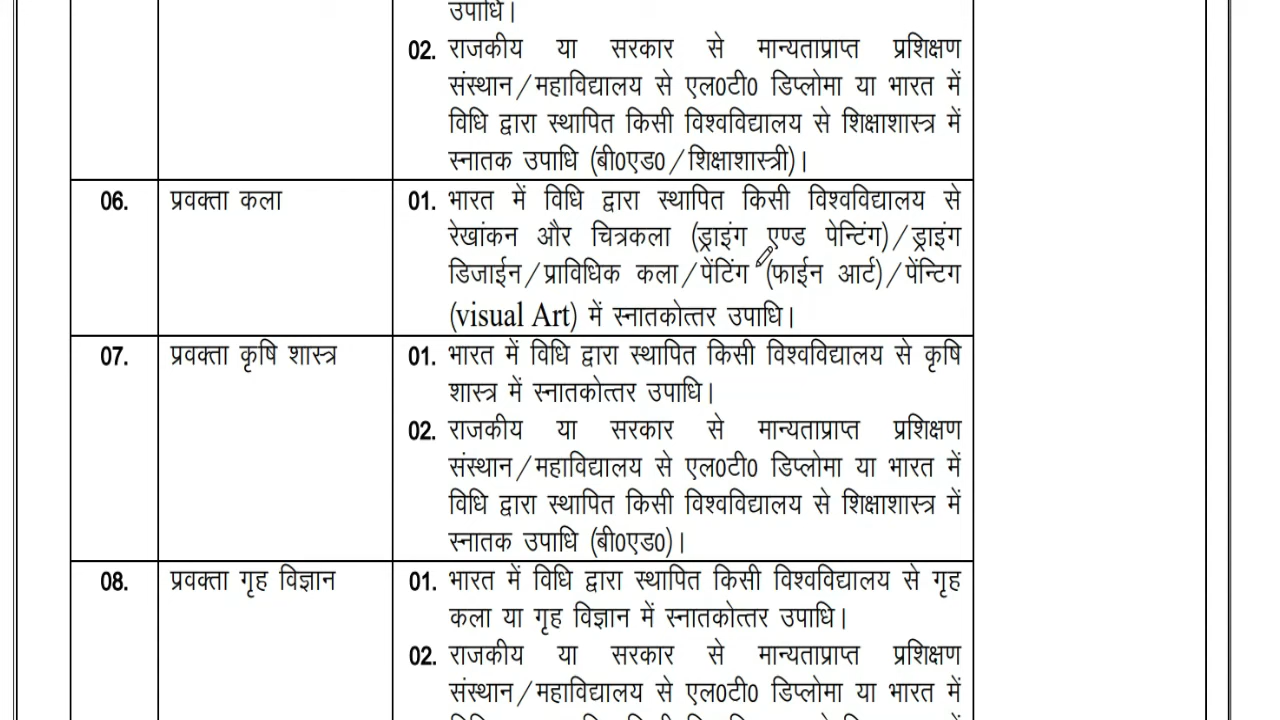 उपाधि।
02. राजकीय या सरकार से मान्यताप्राप्त प्रशिक्षण
संस्थान/महाविद्यालय से एल0टी0 डिप्लोमा या भारत में
विधि द्वारा स्थापित किसी विश्वविद्यालय से शिक्षाशास्त्र में
स्नातक उपाधि (बी0एड0/शिक्षाशास्त्री)।
06. प्रवक्ता कला 01. भारत में विधि द्वारा स्थापित किसी विश्वविद्यालय से
रेखांकन और चित्रकला (ड्राइंग एण्ड पेन्टिंग)/ड्राइंग
डिजाईन/प्राविधिक कला/पेंटिंग (फाईन आर्ट)/पेंन्टिग
(visual Art) में स्नातकोत्तर उपाधि।
07. प्रवक्ता कृषि शास्त्र 01. भारत में विधि द्वारा स्थापित किसी विश्वविद्यालय से कृषि
शास्त्र में स्नातकोत्तर उपाधि।
02. राजकीय या सरकार से मान्यताप्राप्त प्रशिक्षण
संस्थान/महाविद्यालय से एल0टी0 डिप्लोमा या भारत में
विधि द्वारा स्थापित किसी विश्वविद्यालय से शिक्षाशास्त्र में
स्नातक उपाधि (बी0एड0)।
08. प्रवक्ता गृह विज्ञान 01. भारत में विधि द्वारा स्थापित किसी विश्वविद्यालय से गृह
कला या गृह विज्ञान में स्नातकोत्तर उपाधि।
02. राजकीय या सरकार से मान्यताप्राप्त प्रशिक्षण
संस्थान/महाविद्यालय से एल0टी0 डिप्लोमा या भारत में